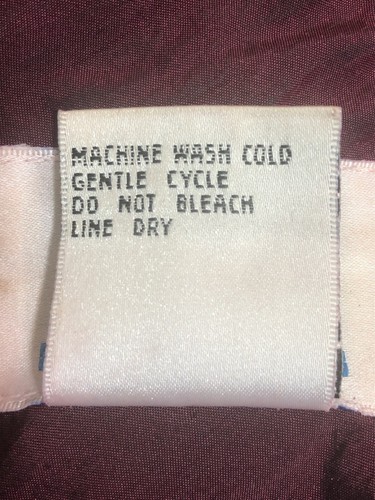 MACHINE WASH COLD
GENTLE CYCLE
DO NOT BLEACH
LINE DRY